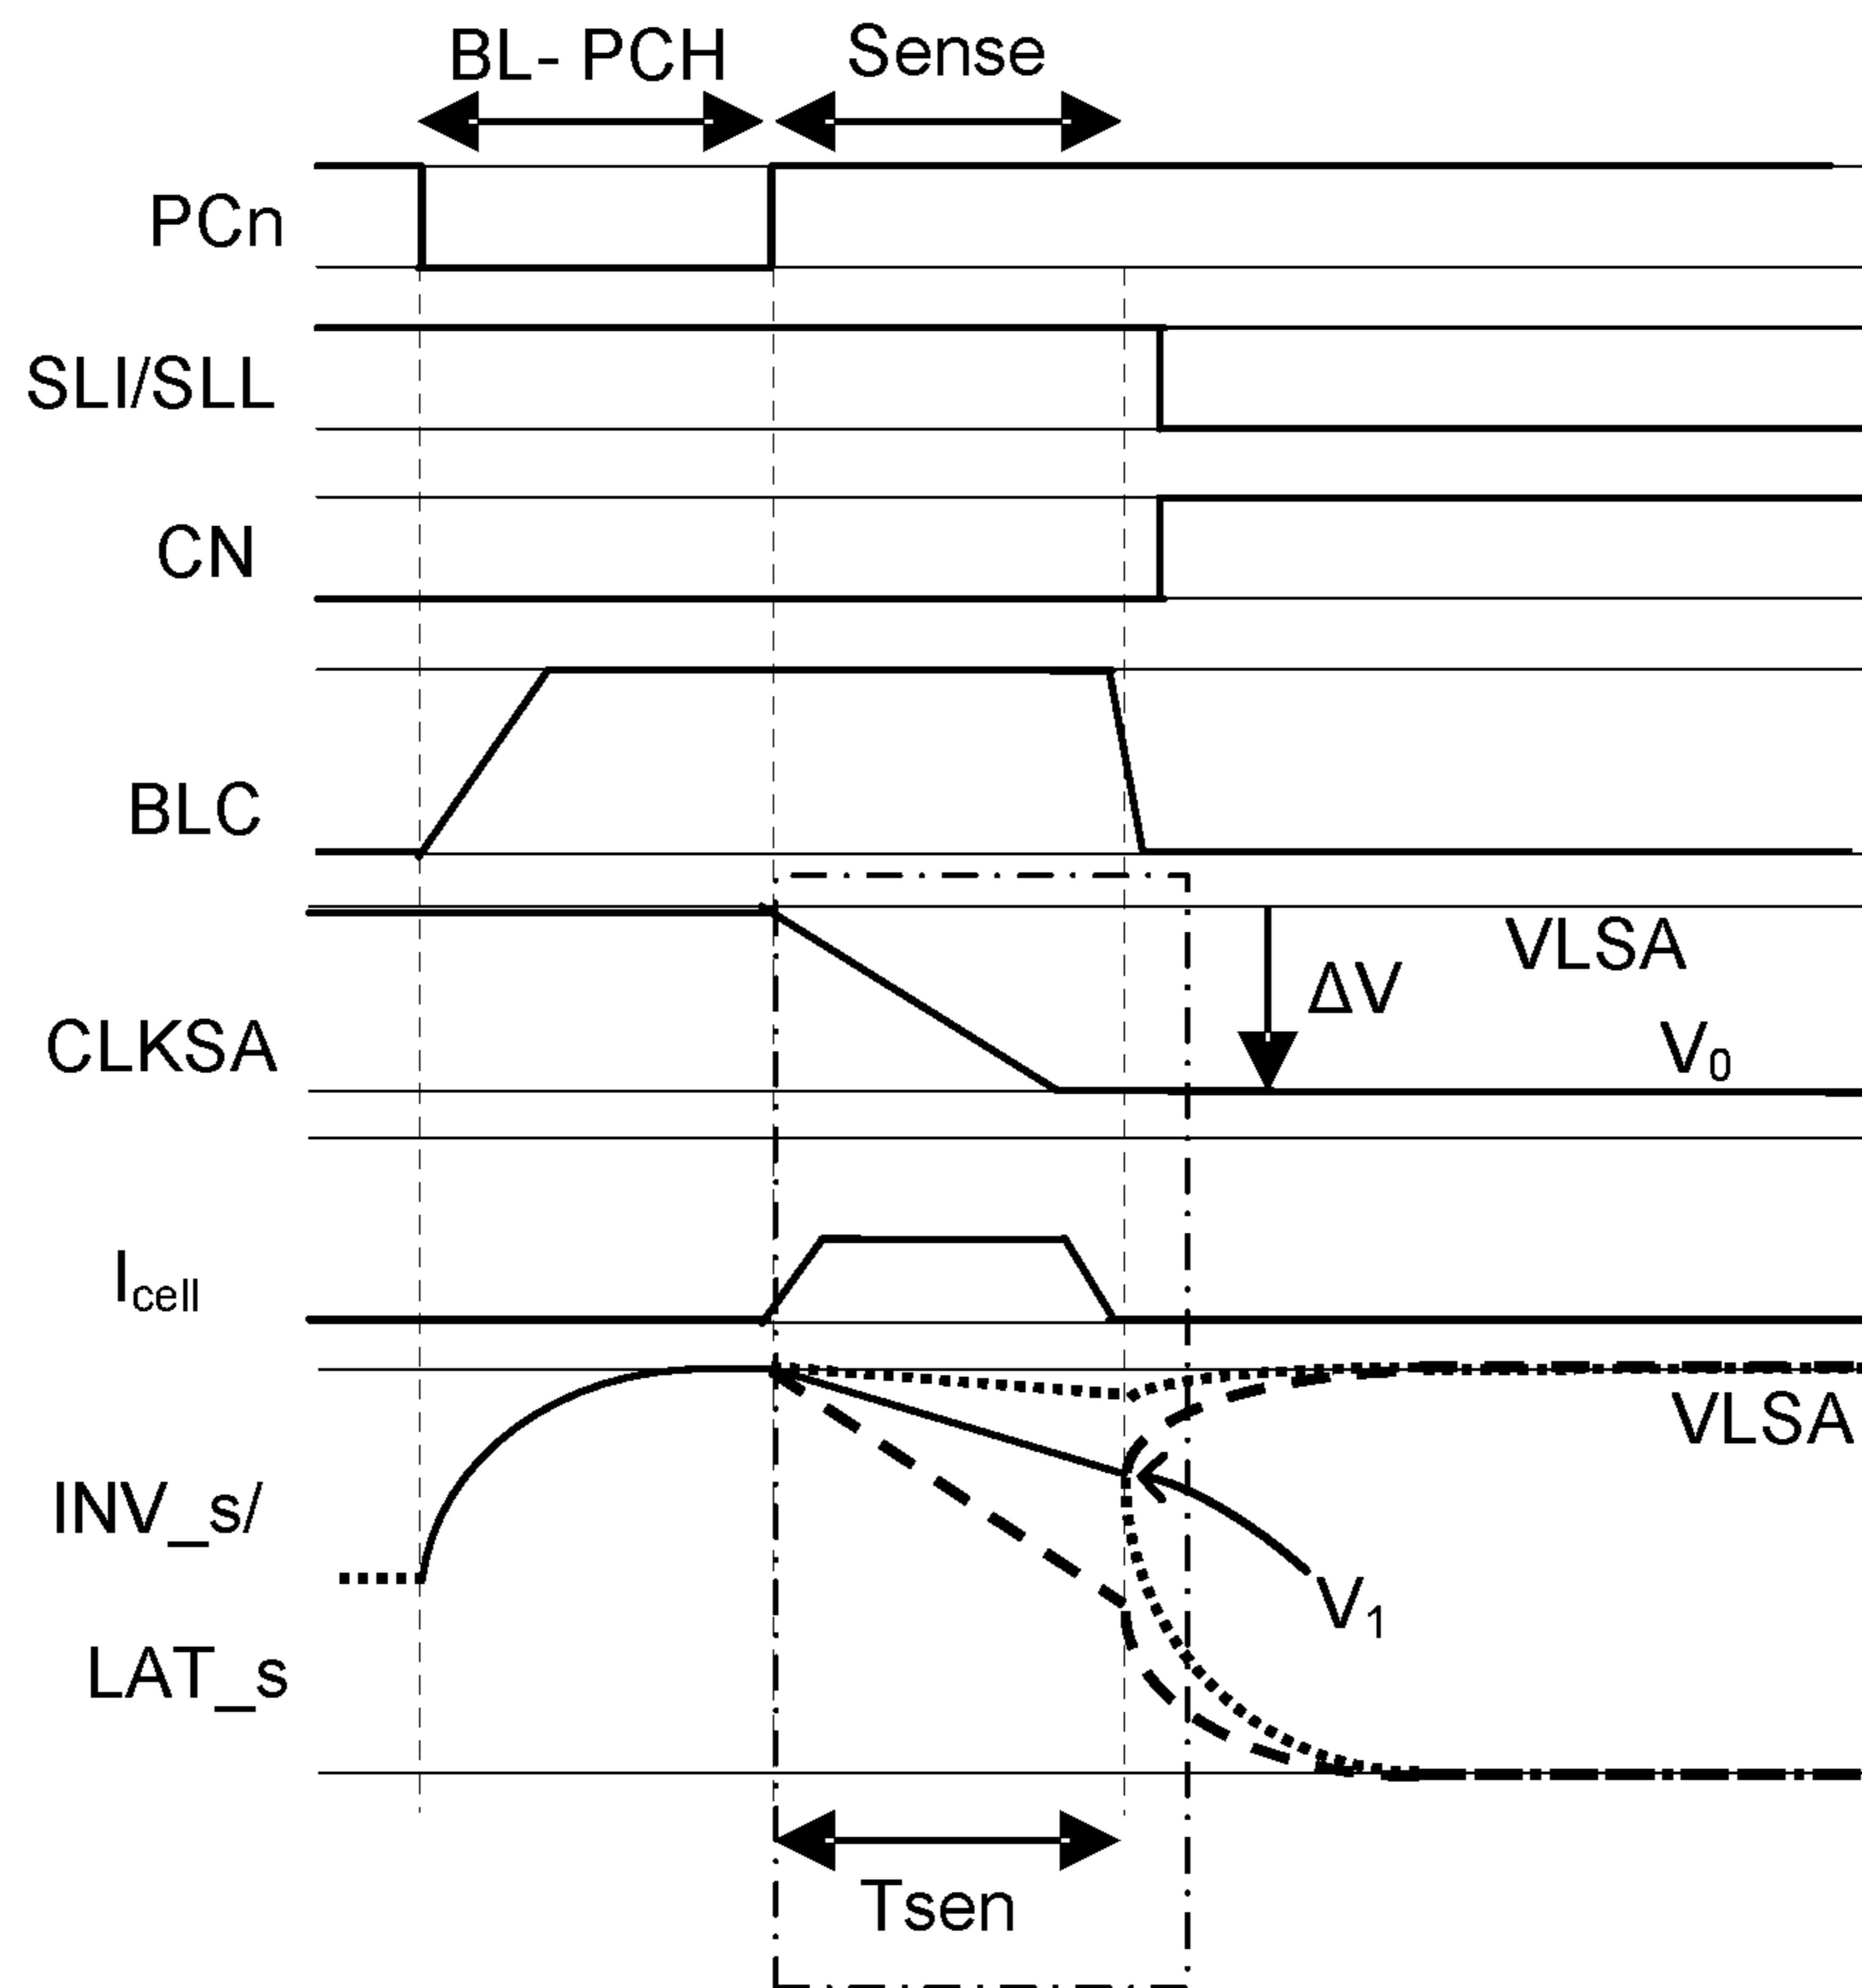 BL- PCH
Sense
PCn
SLI/SLL
CN
BLC
VLSA
ΔV
V₀
CLKSA
Icell
VLSA
INV_s/
V₁
LAT_s
Tsen